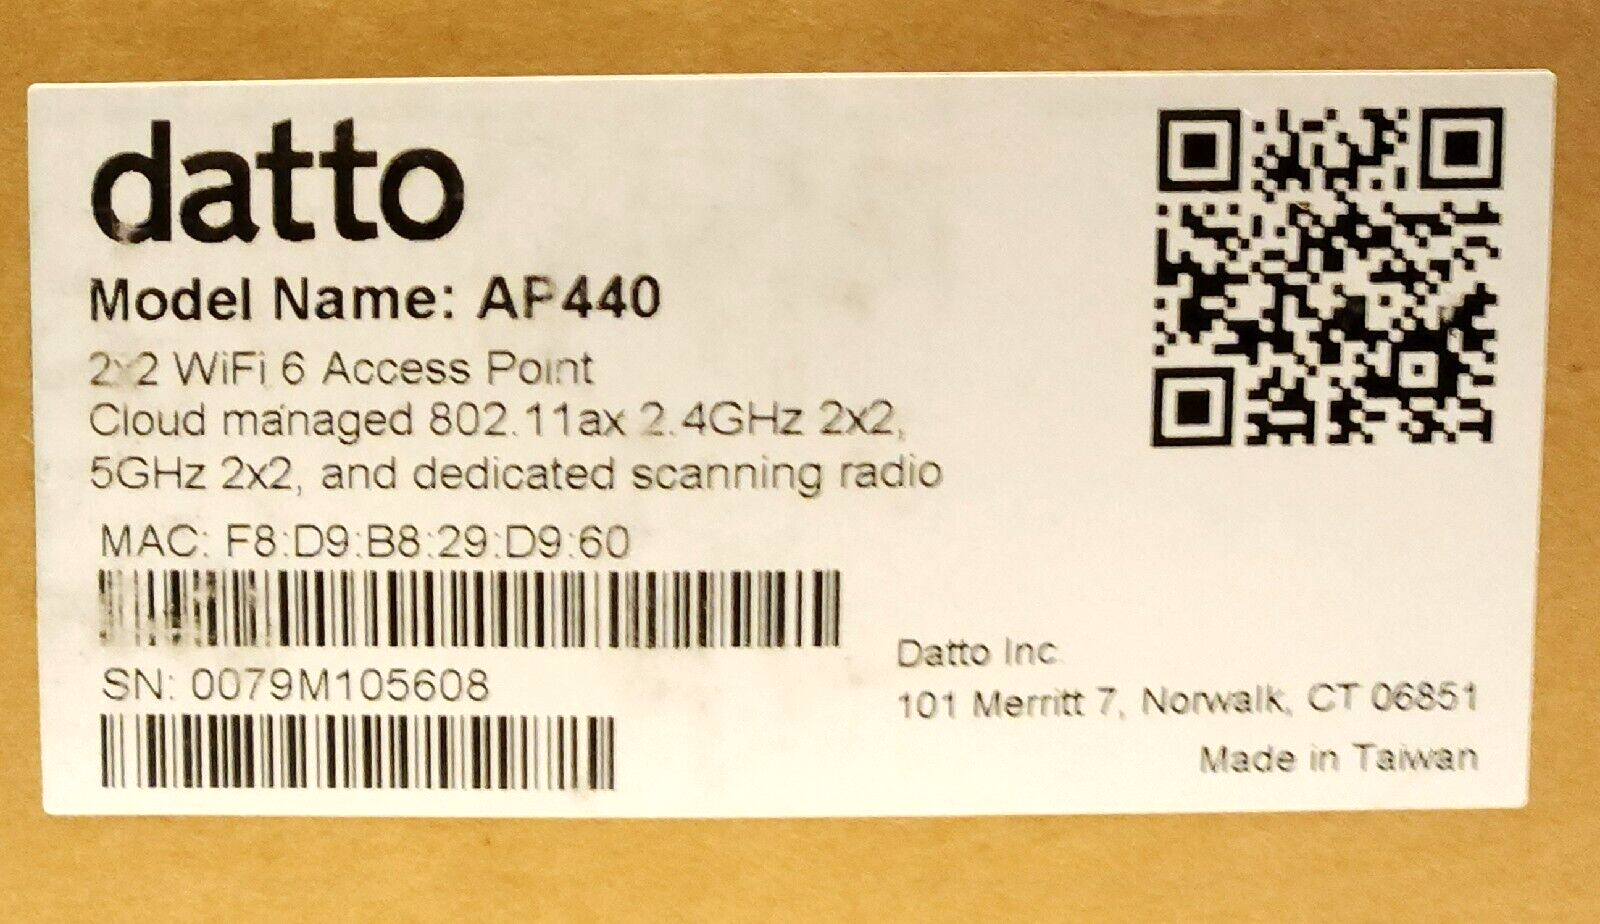 datto
Model Name: AP440
2x2 WiFi 6 Access Point
Cloud managed 802.11ax 2.4GHz 2x2,
5GHz 2x2, and dedicated scanning radio
MAC: F8:D9:B8:29:D9:60
SN: 0079M105608
Datto Inc.
101 Merritt 7, Norwalk, CT 06851
Made in Taiwan